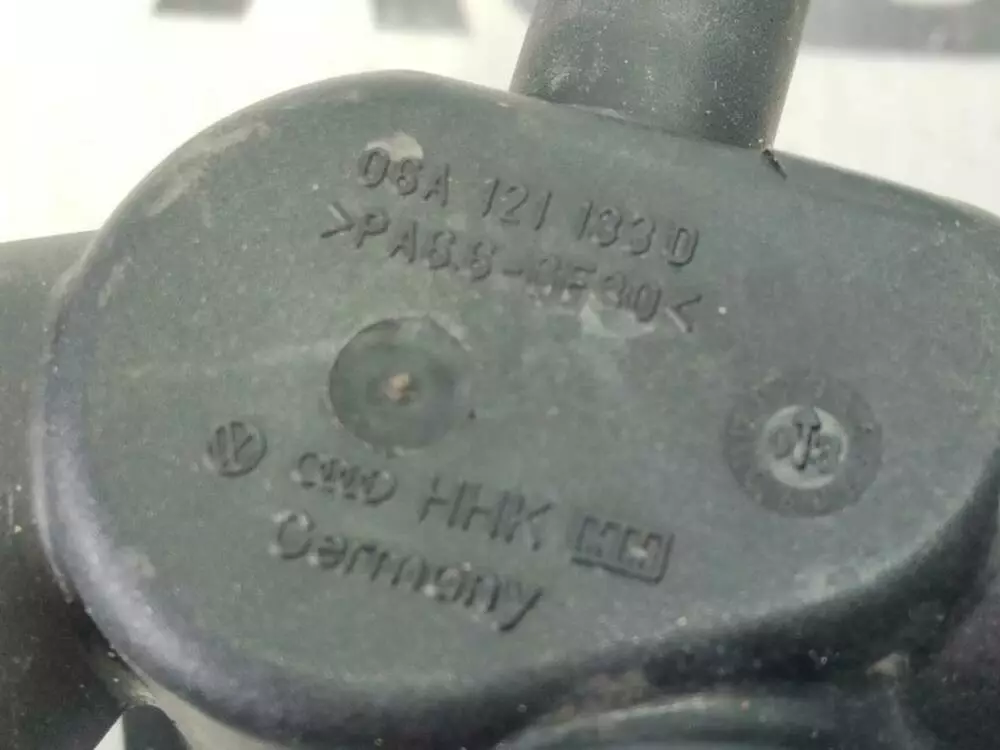 06A 121 133 D
>PA6.6-GF30<
HHK
Germany